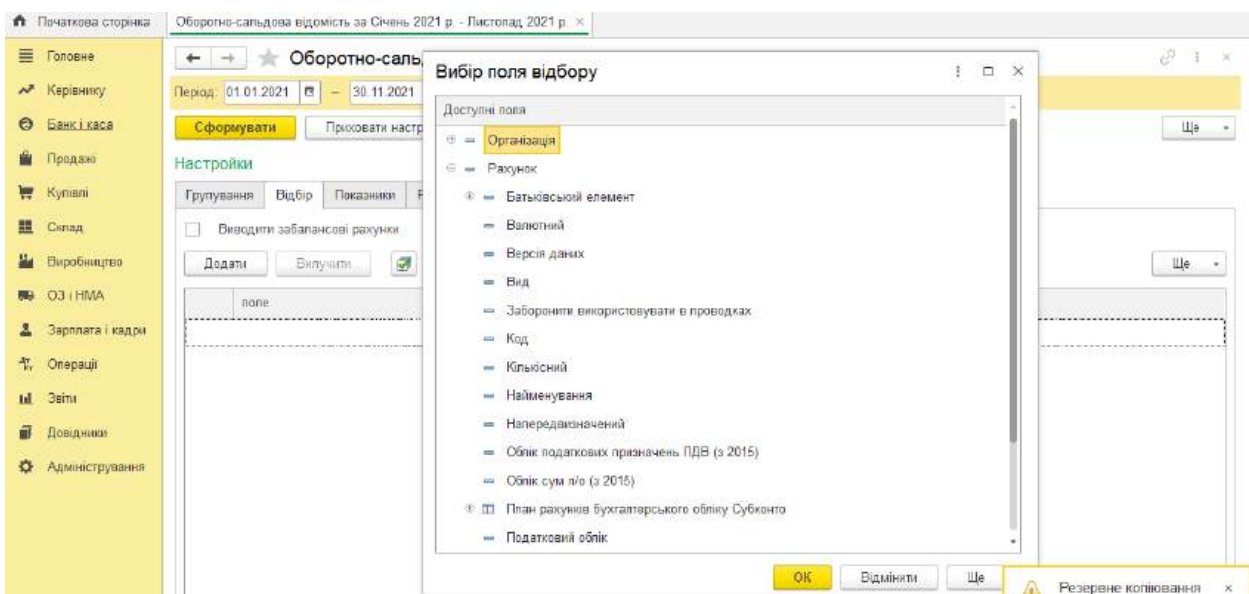 Початкова сторінка
Оборотно-сальдова відомість за Січень 2021 р. - Листопад 2021 р. ×
Головне
Керівнику
Банк і каса
Продажі
Купівлі
Склад
Виробництво
ОЗ і НМА
Зарплата і кадри
Операції
Звіти
Довідники
Адміністрування
Оборотно-саль
Період: 01.01.2021 – 30.11.2021
Сформувати
Приховати настр
Ще
Настройки
Групування
Відбір
Показники
Виводити забалансові рахунки
Додати
Вилучити
Ще
поле
Вибір поля відбору
Доступні поля
Організація
Рахунок
Батьківський елемент
Валютний
Версія даних
Вид
Заборонити використовувати в проводках
Код
Кількісний
Найменування
Напередвизначений
Облік податкових призначень ПДВ (з 2015)
Облік сум п/о (з 2015)
План рахунків бухгалтерського обліку Субконто
Податковий облік
ОК
Відмінити
Ще
Резервне копіювання ×